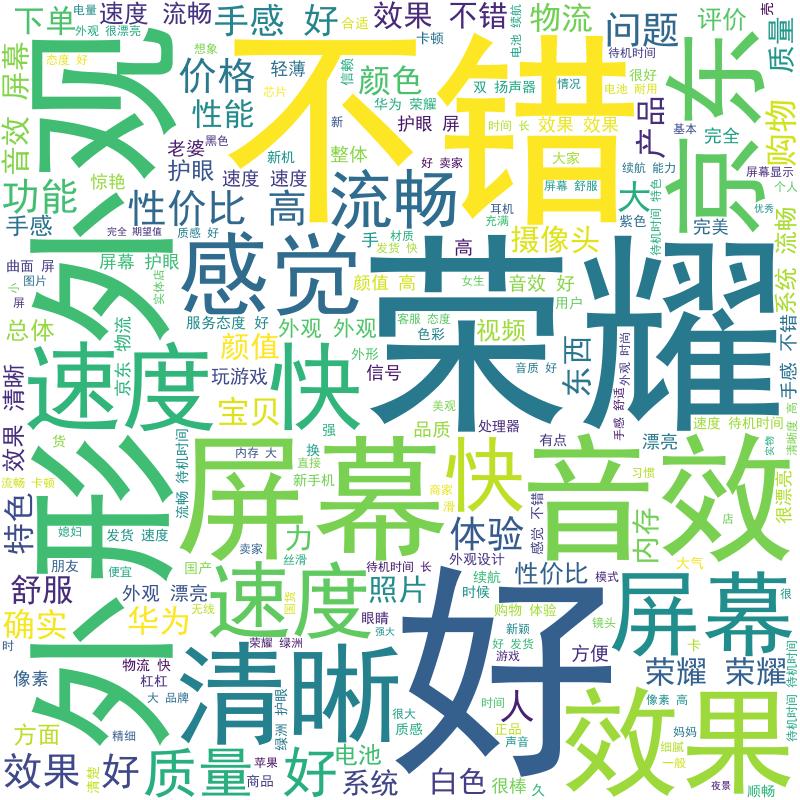 下单
电量
速度 流畅
手感 好
合适
效果 不错
电池 续航
物流
问题
评价
壳
质量
外观 很漂亮
态度 好
想象
信赖
卡顿
待机时间
屏幕
音效
外观
不错
京东
价格
轻薄
颜色
双 扬声器
情况
很好
电池 耐用
芯片
华为 荣耀
性能
黑色
新
护眼 屏
时间 长
效果 效果
产品
基本
完全
购物
老婆
新机
整体
好 卖家
大家
惊艳
护眼
速度 速度
续航 能力
屏幕显示
个人
功能
性价比 高
流畅
耳机
充满
屏幕 舒服
大
紫色
待机时间 特色
优秀
手感
完全 期望值
质感 好
手
材质
发货 快
高
摄像头
完美
系统 流畅
曲面 屏
图片
小
屏
屏幕 护眼
实体店
感觉
颜值 高
女生
音效 好
用户
荣耀
总体
服务态度 好
外观 外观
客服 态度
色彩
视频
京东 物流
颜值
外形
信号
音质 好
东西
外观 时尚
手感 舒适
手感 不错
效果 清晰
速度
玩游戏
快
宝贝
美观
处理器
品质
速度 待机时间
高
清晰度
货
强
有点
漂亮
实物
流畅 卡顿
特色
流畅 待机时间
内存 大
换
直接
新手机
屏幕
商家
滑
快
音效
习惯
很漂亮
外形
媳妇
发货 速度
卖家
力
丝滑
体验
感觉 不错
内存
店
朋友
便宜
国产
待机时间 长
外观设计
大气
舒服
外观 漂亮
无线
速度
困货
照片
续航
时候
性价比
模式
屏幕
很
确实
华为
眼睛
强大
购物 体验
新颖
镜头
卡
时
荣耀 绿洲
好 发货
游戏
方便
荣耀 荣耀
待机时间
像素
物流 快
杠杠
清晰
绿洲 护眼
好
人
大 品牌
很大
质感
时间
正品
声音
像素 高
妈妈
细腻
一般
待机时间
方面
精细
效果
效果 好
清楚
质量 好
苹果
商品
电池
系统
白色
很棒
久
夜景
顺畅